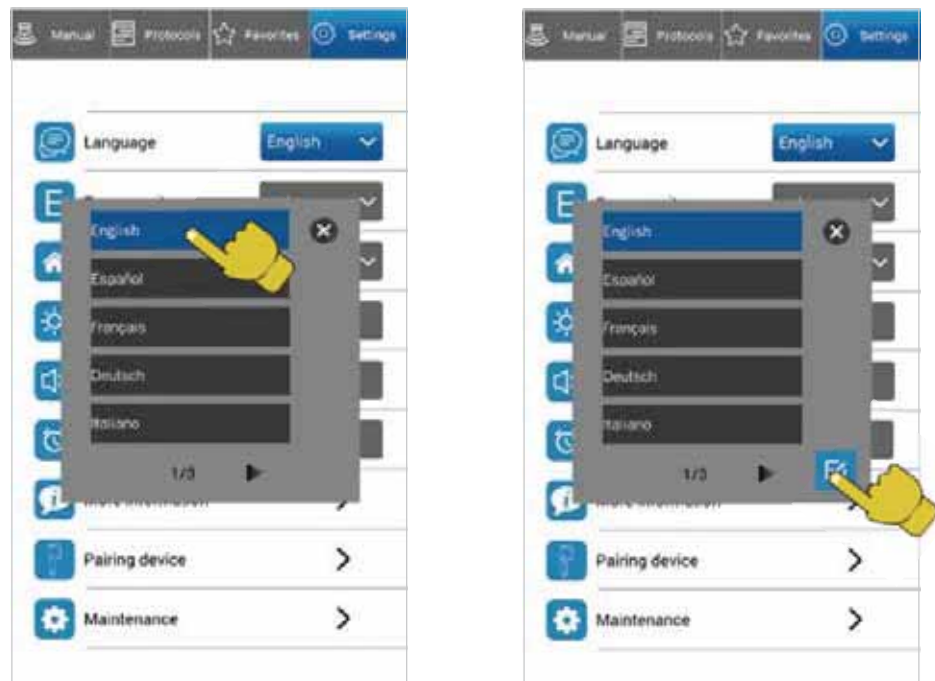 Manual Protocols Favorites Settings
Language English
E
English
Español
Français
Deutsch
Italiano
1/3
Pairing device
Maintenance
Manual Protocols Favorites Settings
Language English
E
English
Español
Français
Deutsch
Italiano
1/3
Pairing device
Maintenance